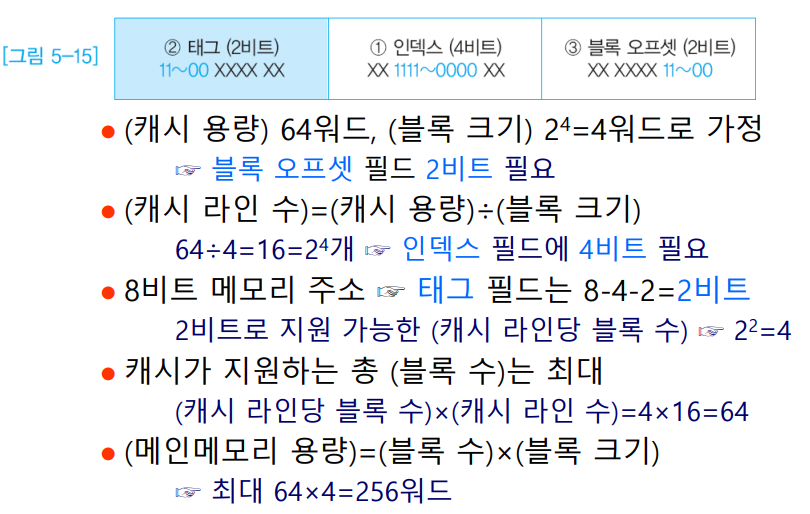 [그림 5-15]
② 태그 (2비트)
11~00 XXXX XX
① 인덱스 (4비트)
XX 1111~0000 XX
③ 블록 오프셋 (2비트)
XX XXXX 11~00
● (캐시 용량) 64워드, (블록 크기) 2⁴=4워드로 가정
☞ 블록 오프셋 필드 2비트 필요
● (캐시 라인 수)=(캐시 용량)÷(블록 크기)
64÷4=16=2⁴개 ☞ 인덱스 필드에 4비트 필요
● 8비트 메모리 주소 ☞ 태그 필드는 8-4-2=2비트
2비트로 지원 가능한 (캐시 라인당 블록 수) ☞ 2²=4
● 캐시가 지원하는 총 (블록 수)는 최대
(캐시 라인당 블록 수)×(캐시 라인 수)=4×16=64
● (메인메모리 용량)=(블록 수)×(블록 크기)
☞ 최대 64×4=256워드